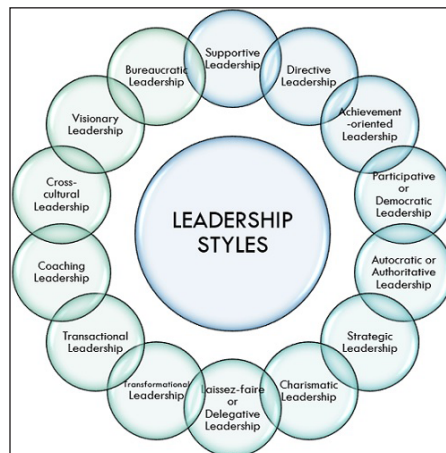 Supportive
Leadership
Directive
Leadership
Achievement
-oriented
Leadership
Participative or
Democratic
Leadership
Autocratic or
Authoritative
Leadership
Strategic
Leadership
Charismatic
Leadership
Laissez-faire
or
Delegative
Leadership
Transformational
Leadership
Transactional
Leadership
Coaching
Leadership
Cross-
cultural
Leadership
Visionary
Leadership
Bureaucratic
Leadership
LEADERSHIP
STYLES